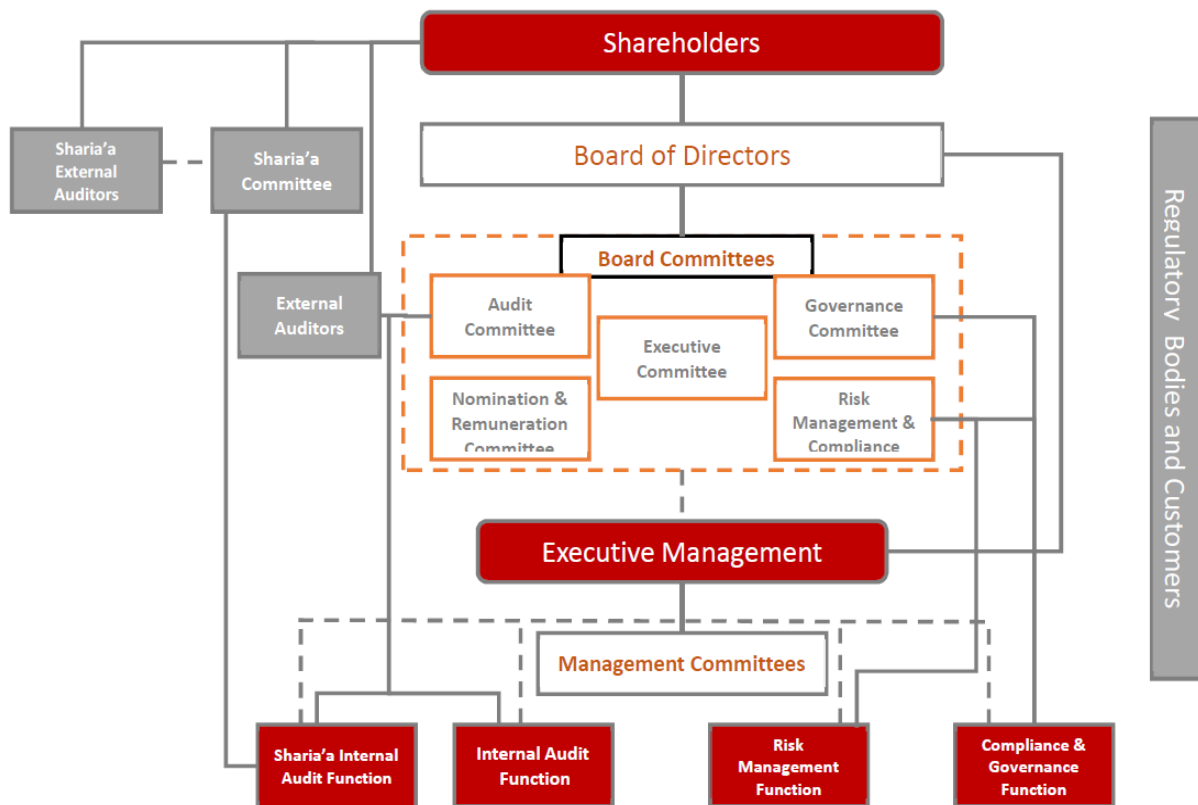 Shareholders
Sharia’a
External
Auditors
Sharia’a
Committee
Board of Directors
Board Committees
External
Auditors
Audit
Committee
Executive
Committee
Governance
Committee
Nomination &
Remuneration
Committee
Risk
Management &
Compliance
Executive Management
Management Committees
Sharia’a Internal
Audit Function
Internal Audit
Function
Risk
Management
Function
Compliance &
Governance
Function
Regulatory Bodies and Customers